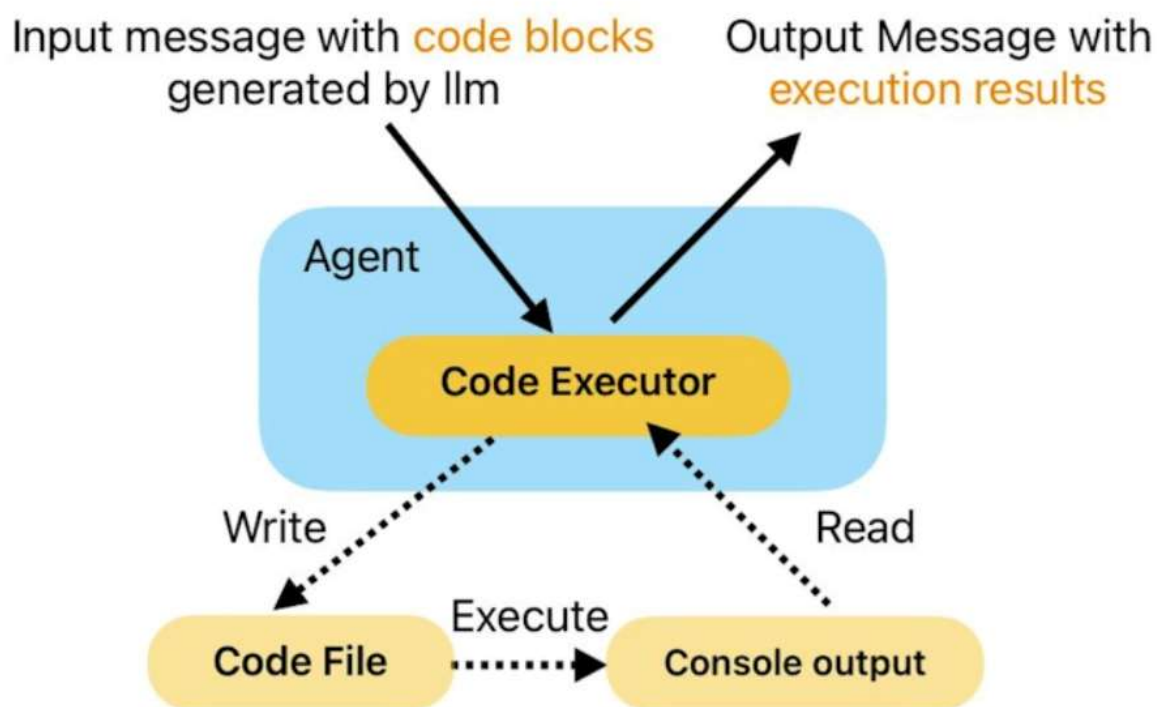 Input message with code blocks
generated by llm
Output Message with
execution results
Agent
Code Executor
Write
Read
Execute
Code File
Console output